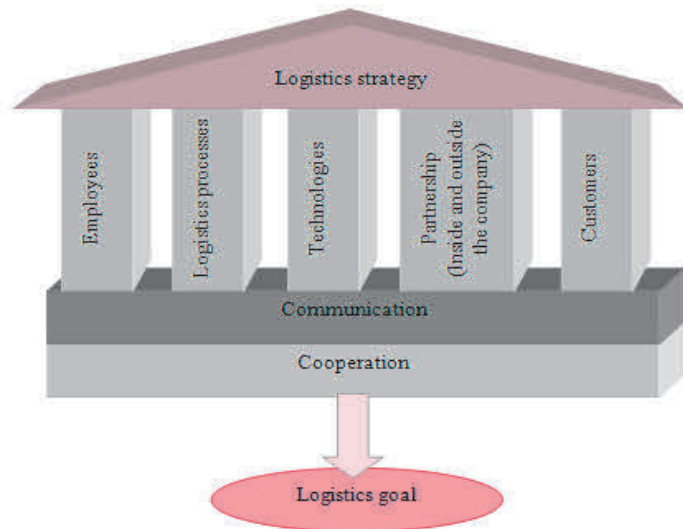 Logistics strategy
Employees
Logistics processes
Technologies
Partnership
(Inside and outside
the company)
Customers
Communication
Cooperation
Logistics goal